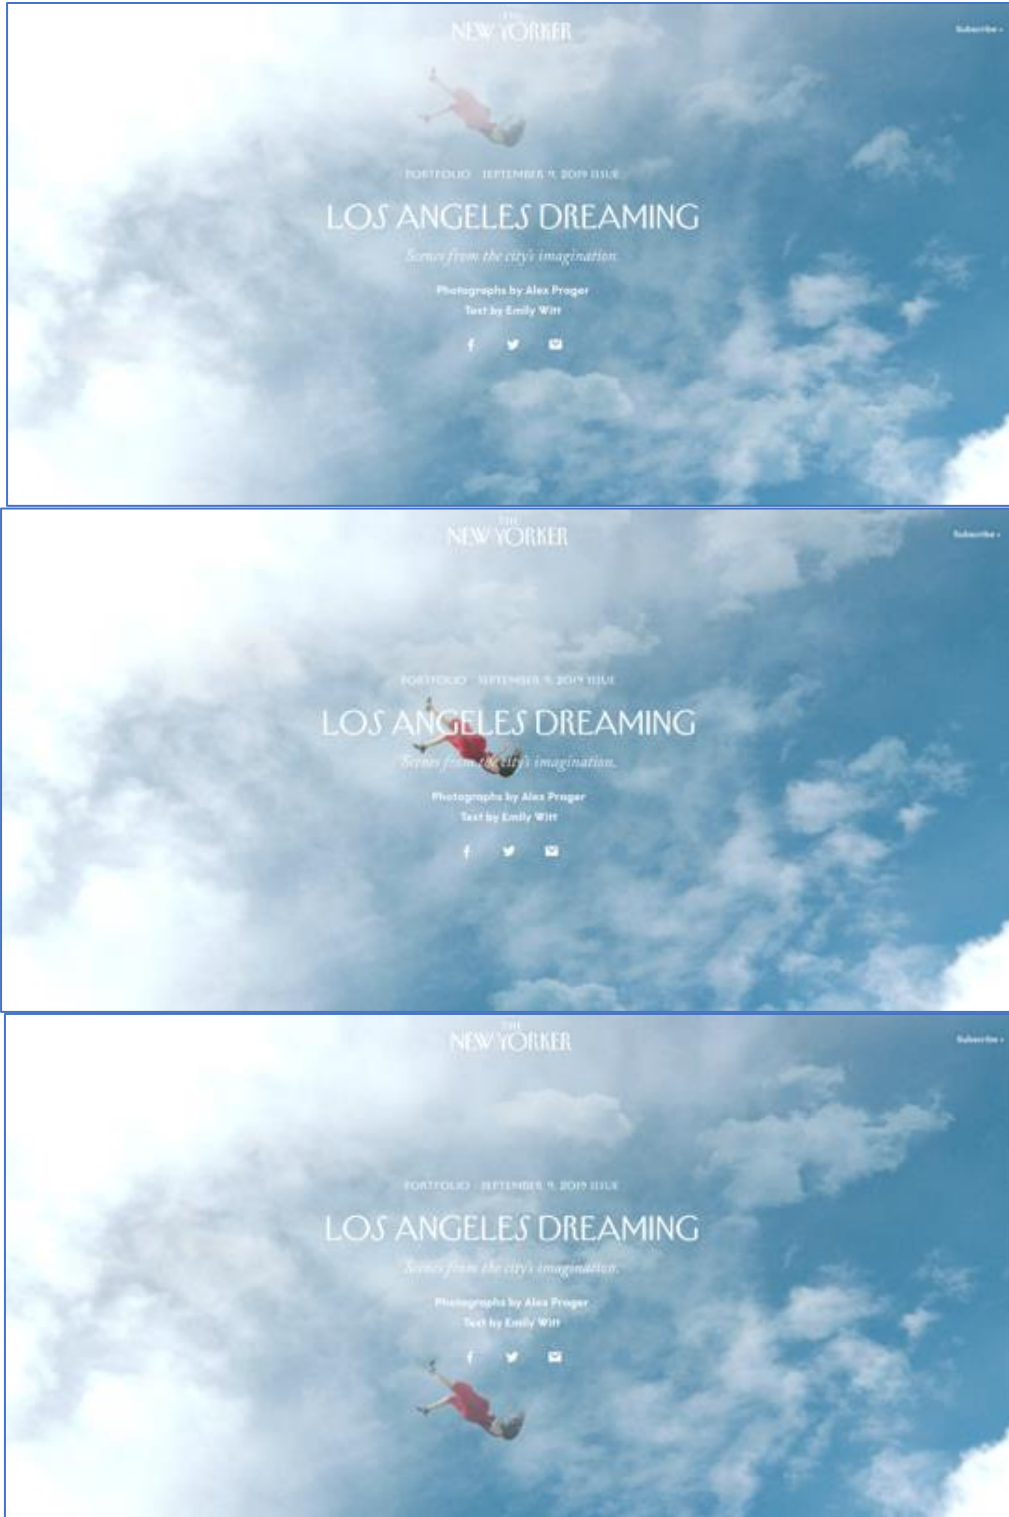 THE
NEW YORKER
Subscribe ›
PORTFOLIO SEPTEMBER 9, 2019 ISSUE
LOS ANGELES DREAMING
Scenes from the city's imagination.
Photographs by Alex Prager
Text by Emily Witt
THE
NEW YORKER
Subscribe ›
PORTFOLIO SEPTEMBER 9, 2019 ISSUE
LOS ANGELES DREAMING
Scenes from the city's imagination.
Photographs by Alex Prager
Text by Emily Witt
THE
NEW YORKER
Subscribe ›
PORTFOLIO SEPTEMBER 9, 2019 ISSUE
LOS ANGELES DREAMING
Scenes from the city's imagination.
Photographs by Alex Prager
Text by Emily Witt